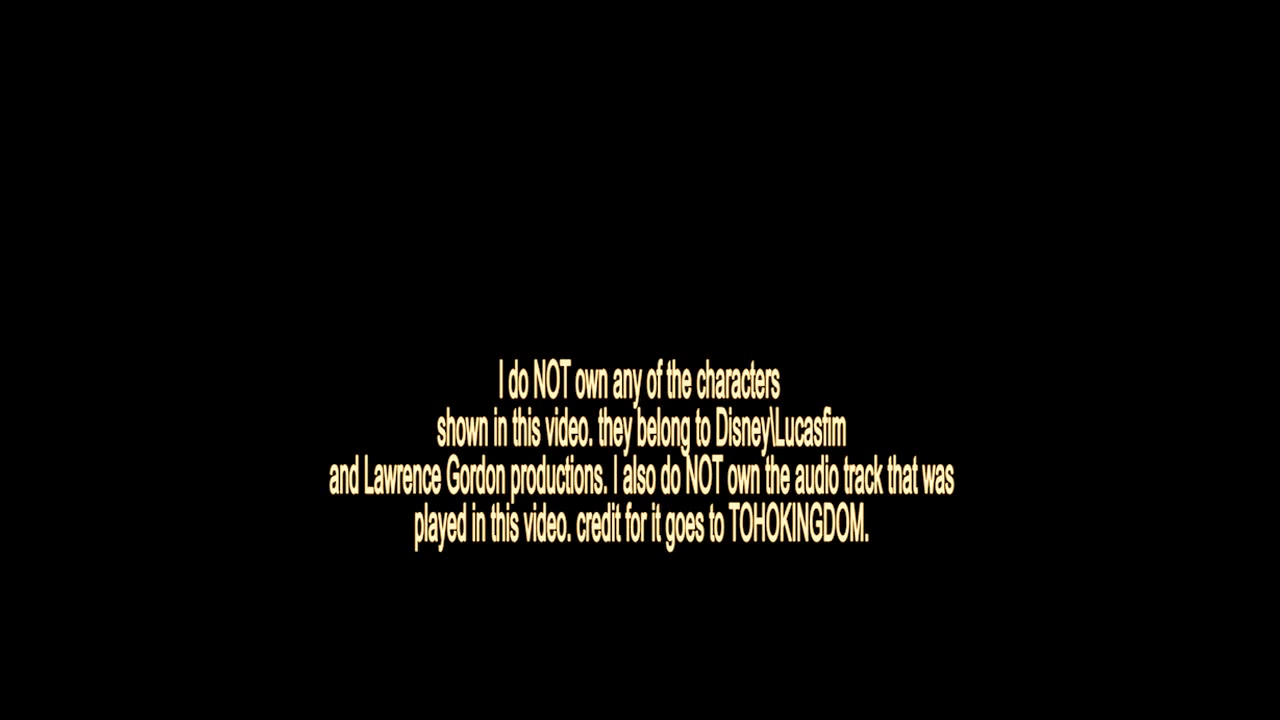 I do NOT own any of the characters
shown in this video. they belong to Disney\Lucasfim
and Lawrence Gordon productions. I also do NOT own the audio track that was
played in this video. credit for it goes to TOHOKINGDOM.